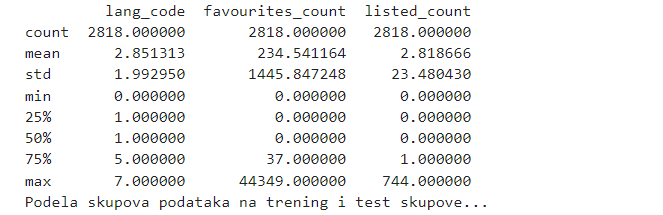 lang_code favourites_count listed_count
count 2818.000000 2818.000000 2818.000000
mean 2.851313 234.541164 2.818666
std 1.992950 1445.847248 23.480430
min 0.000000 0.000000 0.000000
25% 1.000000 0.000000 0.000000
50% 1.000000 0.000000 0.000000
75% 5.000000 37.000000 1.000000
max 7.000000 44349.000000 744.000000
Podela skupova podataka na trening i test skupove...